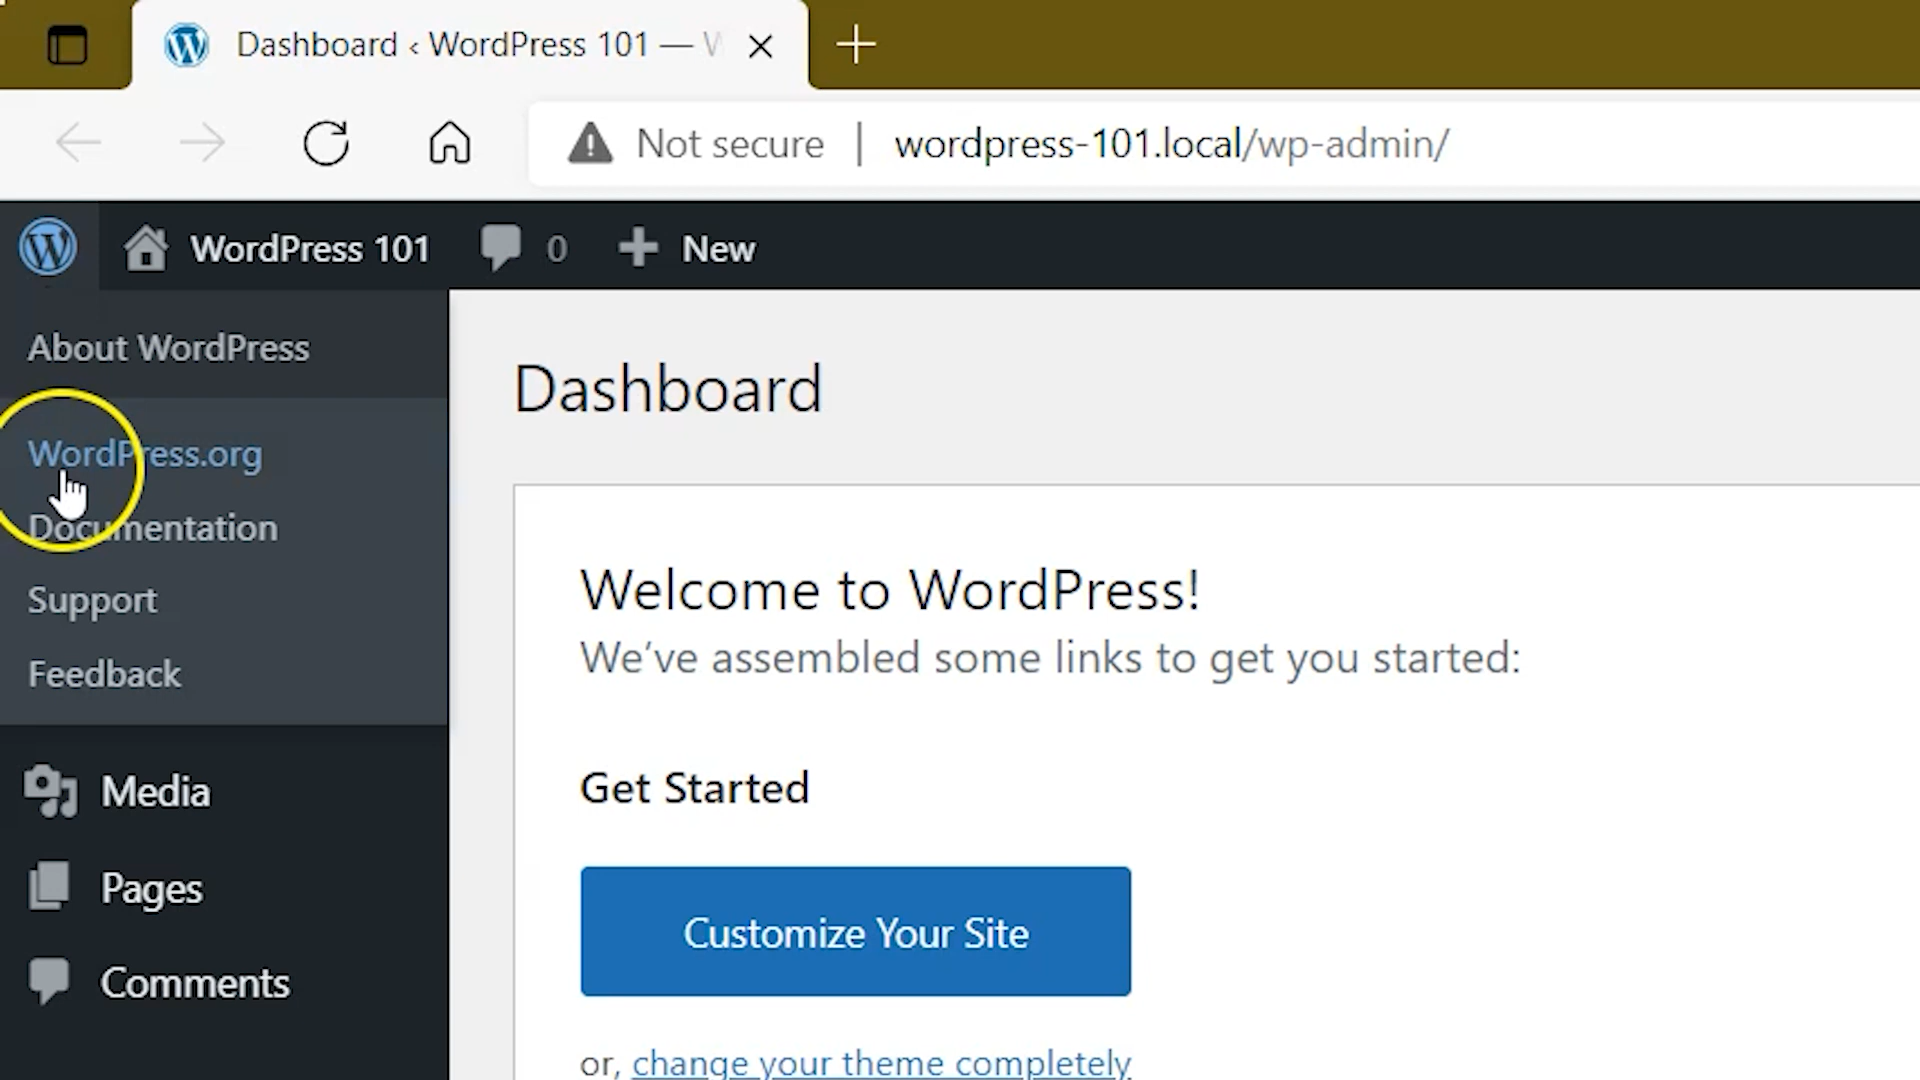 Dashboard ‹ WordPress 101 —
Not secure | wordpress-101.local/wp-admin/
WordPress 101 0 New
About WordPress
WordPress.org
Documentation
Support
Feedback
Media
Pages
Comments
Dashboard
Welcome to WordPress!
We’ve assembled some links to get you started:
Get Started
Customize Your Site
or, change your theme completely